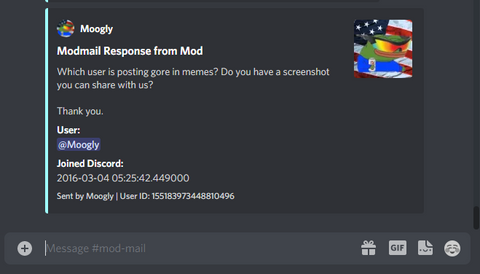 Moogly
Modmail Response from Mod
Which user is posting gore in memes? Do you have a screenshot
you can share with us?
Thank you.
User:
@Moogly
Joined Discord:
2016-03-04 05:25:42.449000
Sent by Moogly | User ID: 155183973448810496
Message #mod-mail
GIF